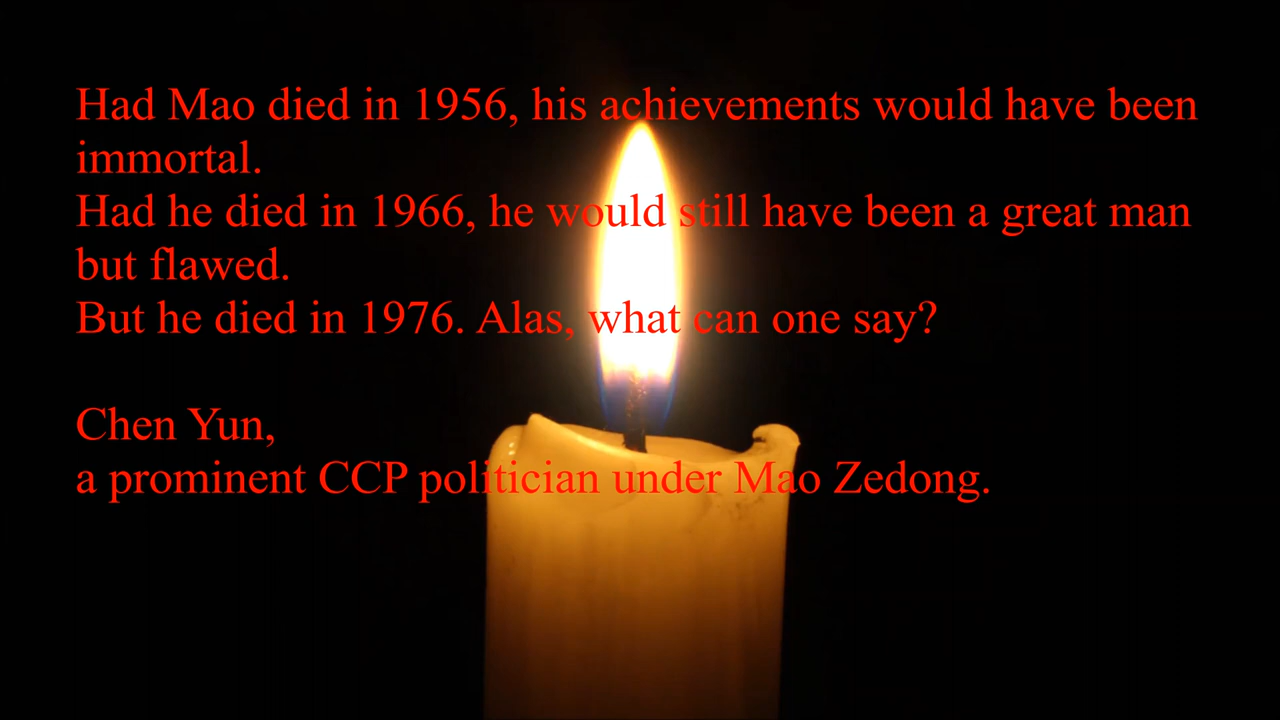 Had Mao died in 1956, his achievements would have been
immortal.
Had he died in 1966, he would still have been a great man
but flawed.
But he died in 1976. Alas, what can one say?
Chen Yun,
a prominent CCP politician under Mao Zedong.